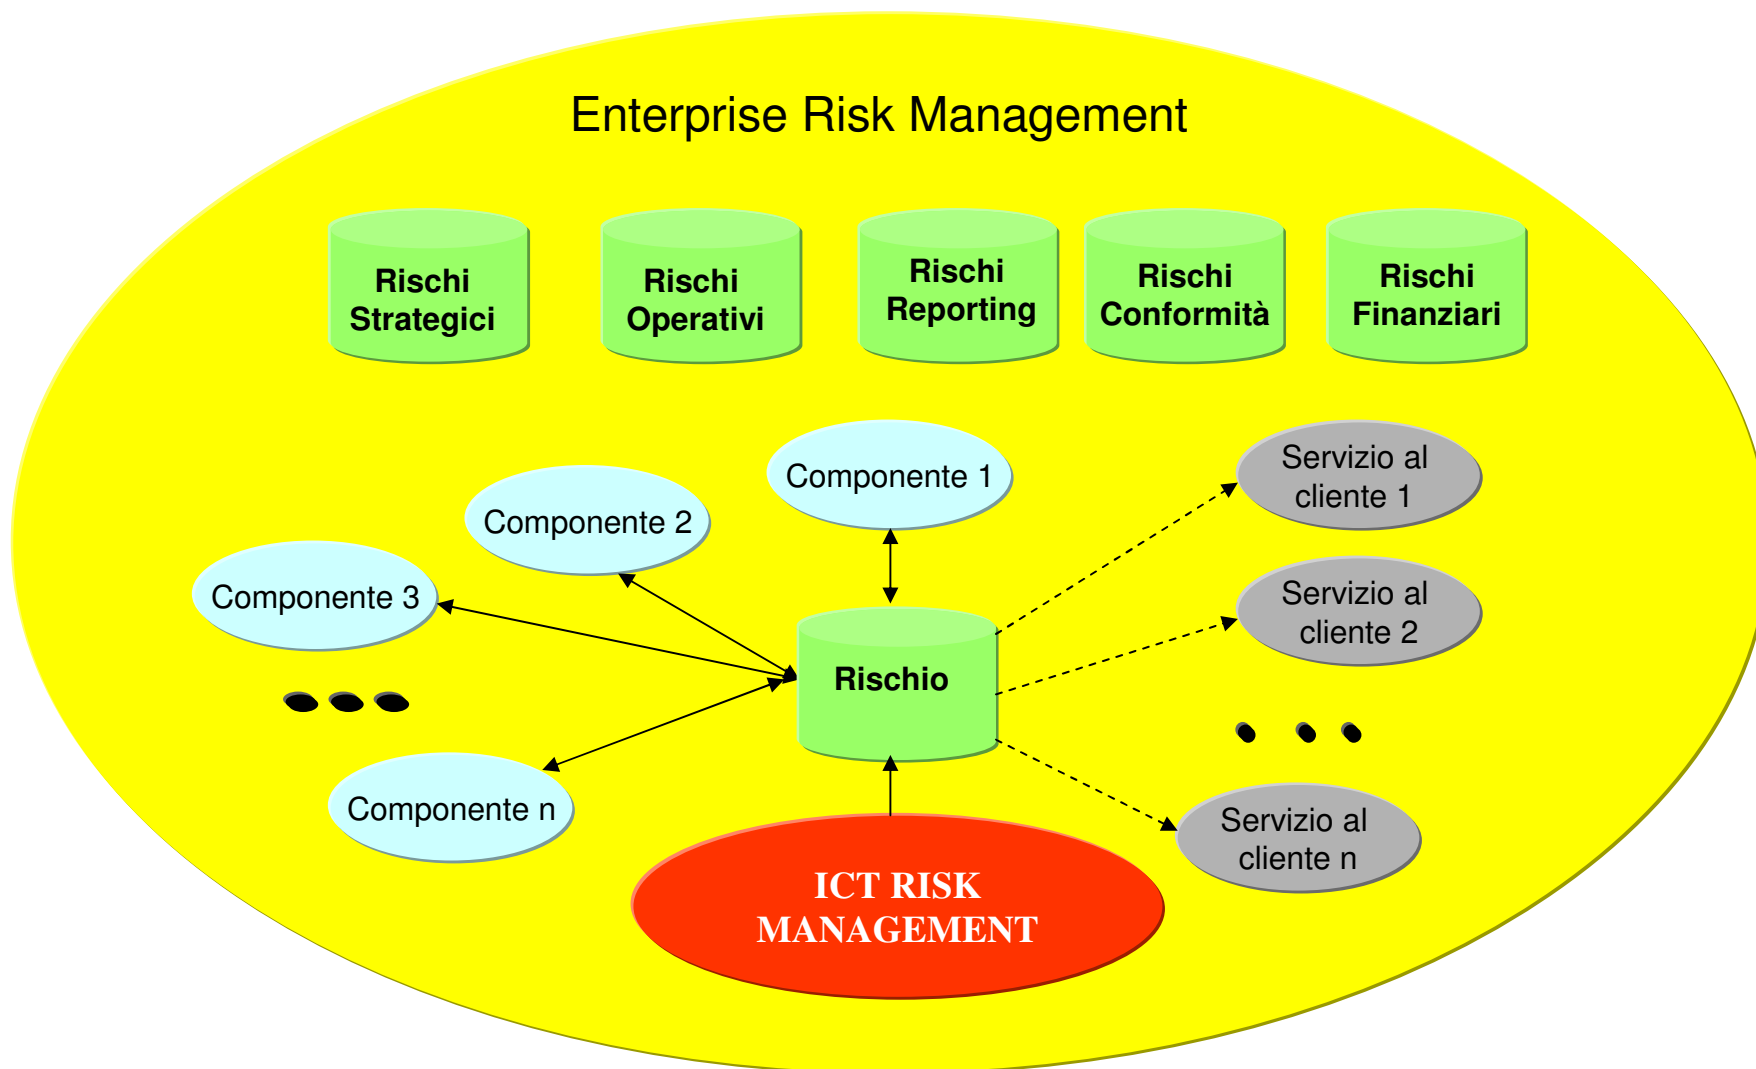 Enterprise Risk Management
Rischi
Strategici
Rischi
Operativi
Rischi
Reporting
Rischi
Conformità
Rischi
Finanziari
Componente 1
Servizio al
cliente 1
Componente 2
Componente 3
Servizio al
cliente 2
Rischio
Componente n
Servizio al
cliente n
ICT RISK
MANAGEMENT